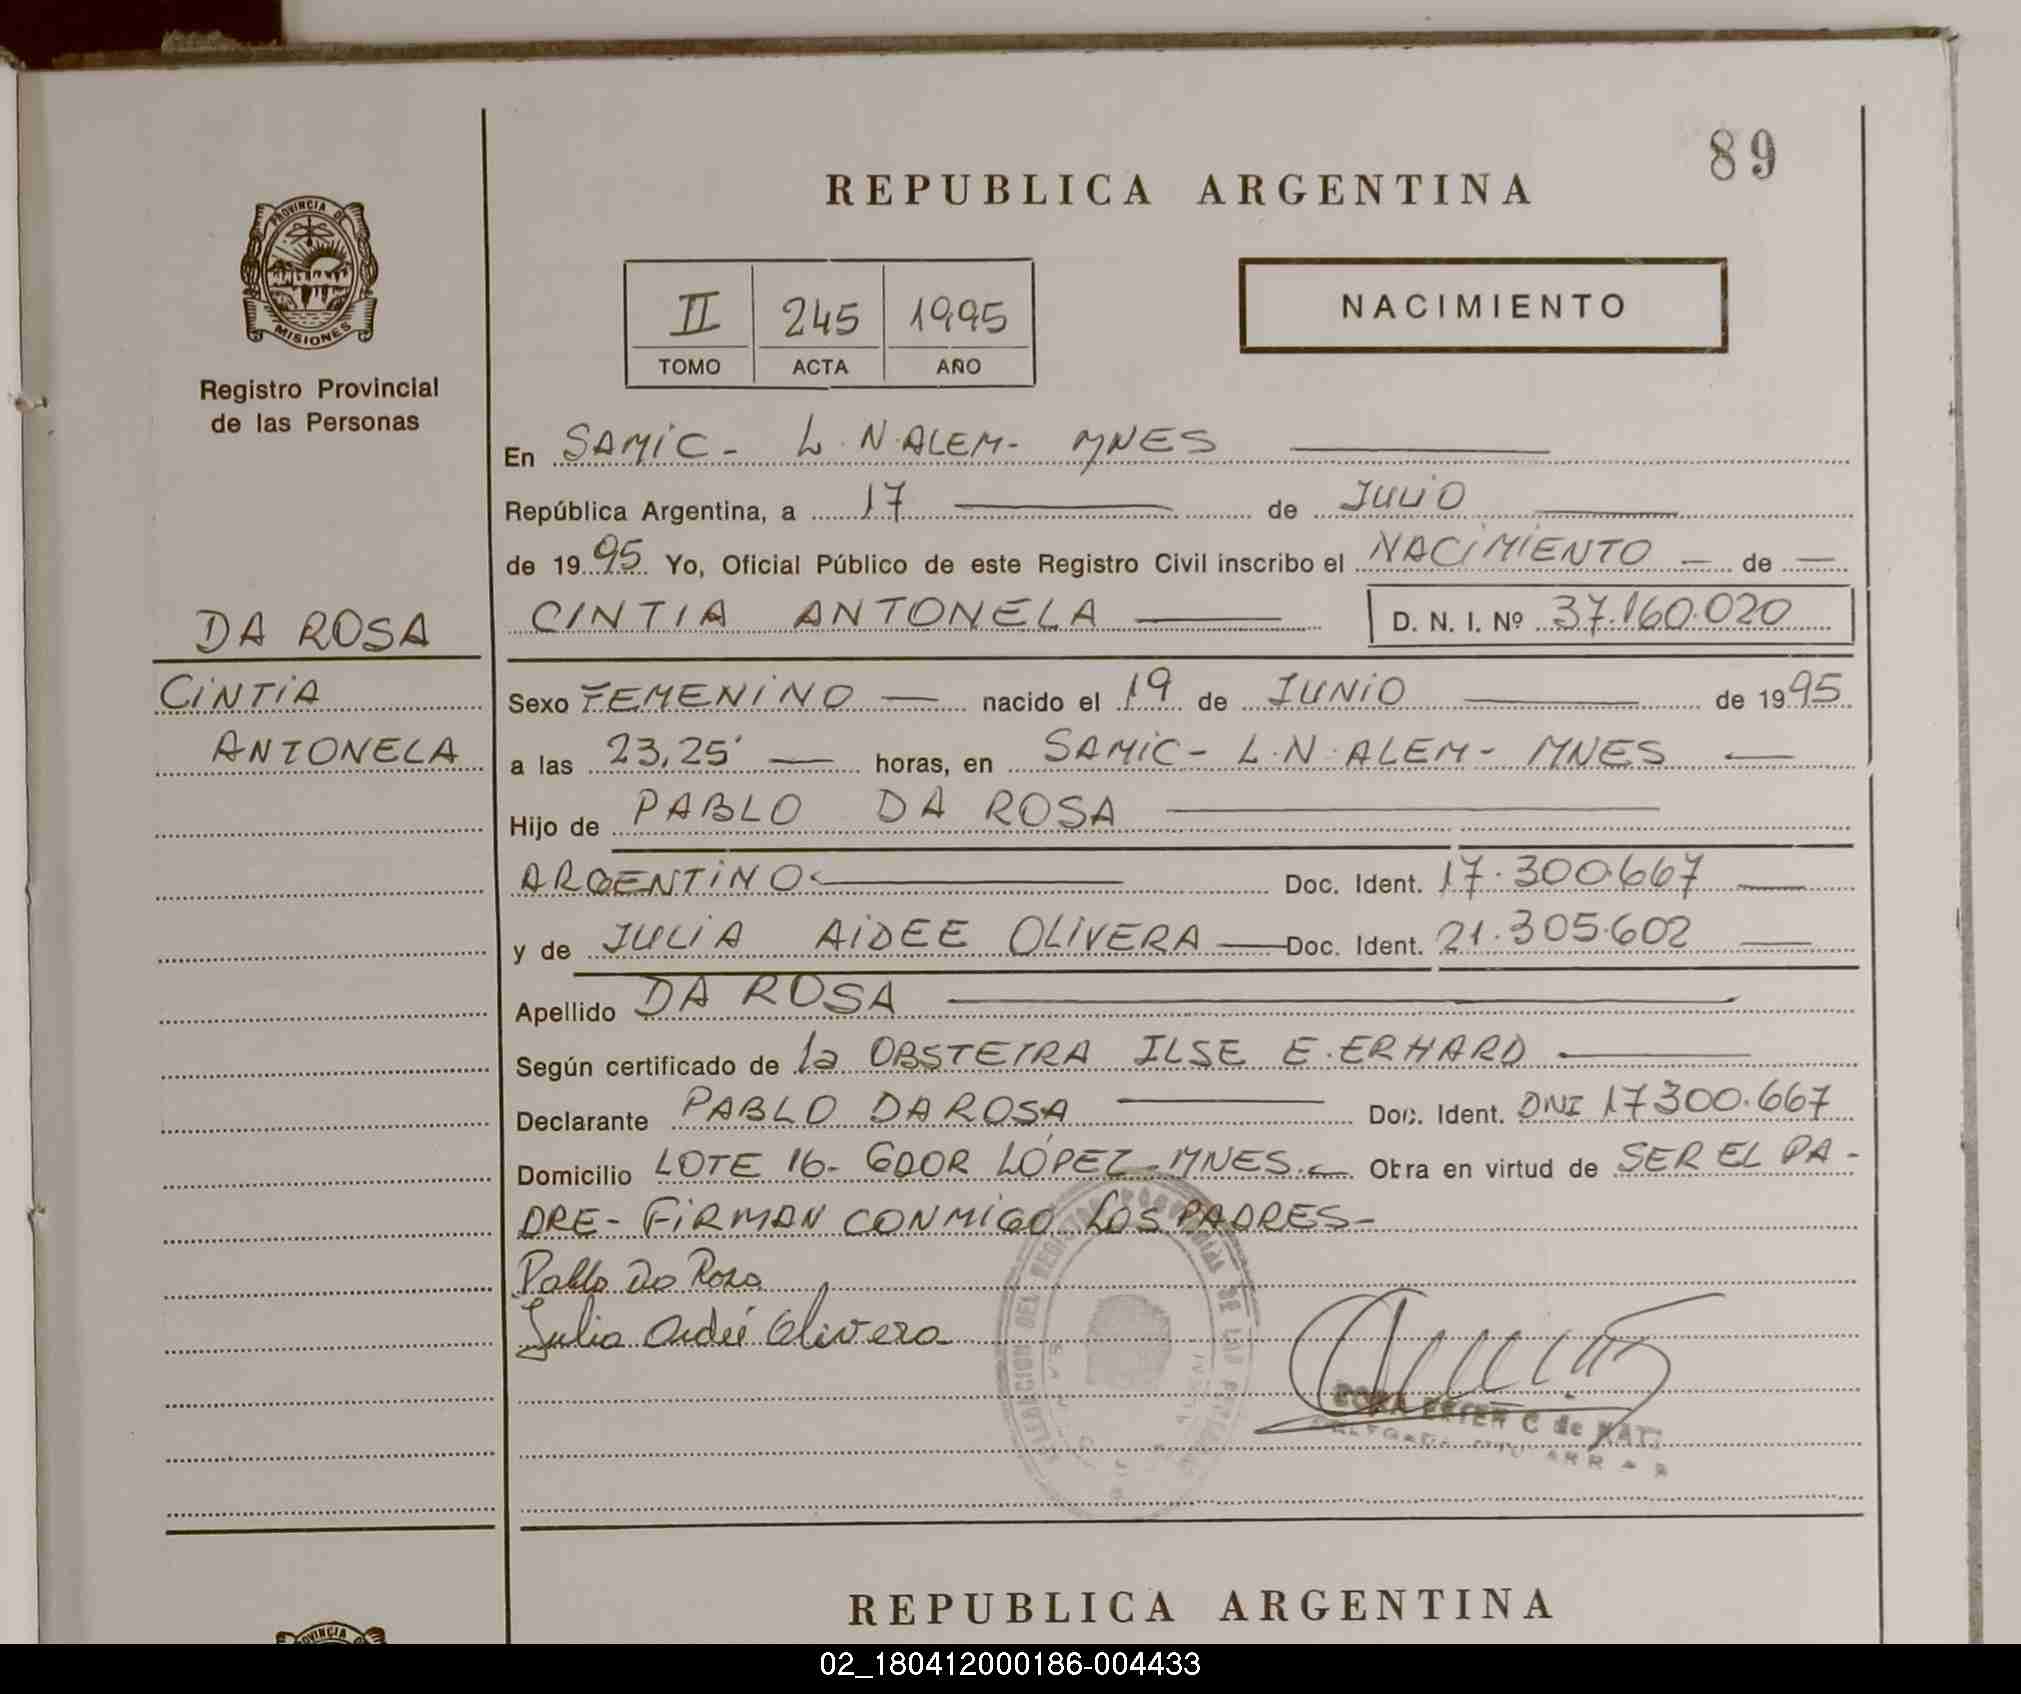 89
REPUBLICA ARGENTINA
PROVINCIA DE
MISIONES
Registro Provincial
de las Personas
II 245 1995
TOMO ACTA AÑO
NACIMIENTO
En SAMIC - L.N.ALEM- MNES
República Argentina, a 17 de JULIO
de 1995 Yo, Oficial Público de este Registro Civil inscribo el NACIMIENTO de
CINTIA ANTONELA D. N. I. Nº 37.160.020
DA ROSA
CINTIA
ANTONELA
Sexo FEMENINO nacido el 19 de JUNIO de 1995
a las 23,25' horas, en SAMIC- L.N.ALEM- MNES
Hijo de PABLO DA ROSA
ARGENTINO Doc. Ident. 17.300.667
y de JULIA AIDEE OLIVERA Doc. Ident. 21.305.602
Apellido DA ROSA
Según certificado de la OBSTETRA ILSE E. ERHARD
Declarante PABLO DA ROSA Doc. Ident. DNI 17300.667
Domicilio LOTE 16- GDOR LÓPEZ-MNES. Obra en virtud de SER EL PA-
DRE- FIRMAN CONMIGO LOS PADRES-
Pablo Da Rosa
Julia Aideé Olivera
C de
REPUBLICA ARGENTINA
PROVINCIA DE
02_180412000186-004433